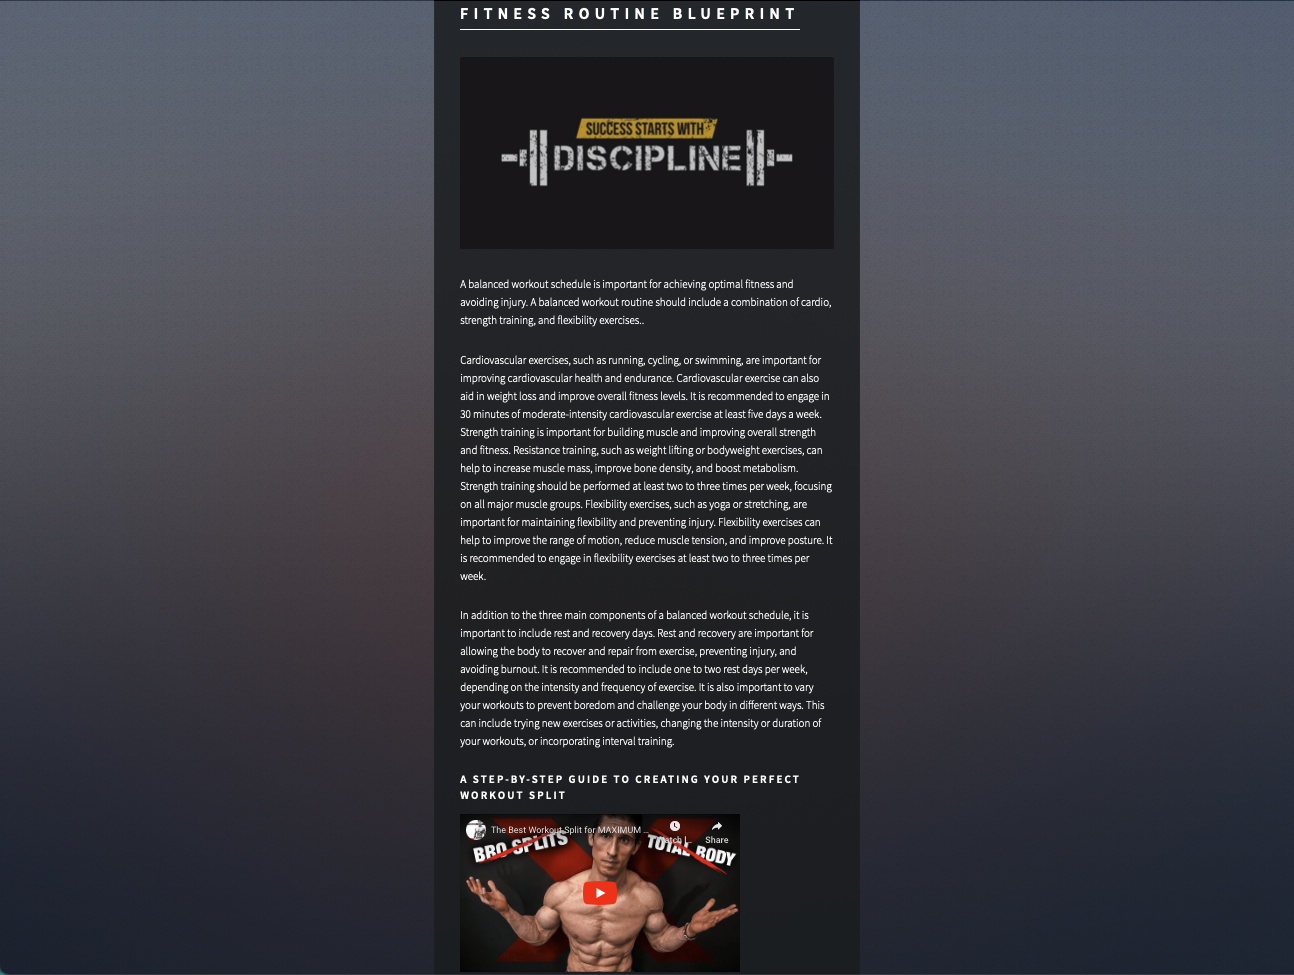 FITNESS ROUTINE BLUEPRINT
SUCCESS STARTS WITH
DISCIPLINE
A balanced workout schedule is important for achieving optimal fitness and
avoiding injury. A balanced workout routine should include a combination of cardio,
strength training, and flexibility exercises..
Cardiovascular exercises, such as running, cycling, or swimming, are important for
improving cardiovascular health and endurance. Cardiovascular exercise can also
aid in weight loss and improve overall fitness levels. It is recommended to engage in
30 minutes of moderate-intensity cardiovascular exercise at least five days a week.
Strength training is important for building muscle and improving overall strength
and fitness. Resistance training, such as weight lifting or bodyweight exercises, can
help to increase muscle mass, improve bone density, and boost metabolism.
Strength training should be performed at least two to three times per week, focusing
on all major muscle groups. Flexibility exercises, such as yoga or stretching, are
important for maintaining flexibility and preventing injury. Flexibility exercises can
help to improve the range of motion, reduce muscle tension, and improve posture. It
is recommended to engage in flexibility exercises at least two to three times per
week.
In addition to the three main components of a balanced workout schedule, it is
important to include rest and recovery days. Rest and recovery are important for
allowing the body to recover and repair from exercise, preventing injury, and
avoiding burnout. It is recommended to include one to two rest days per week,
depending on the intensity and frequency of exercise. It is also important to vary
your workouts to prevent boredom and challenge your body in different ways. This
can include trying new exercises or activities, changing the intensity or duration of
your workouts, or incorporating interval training.
A STEP-BY-STEP GUIDE TO CREATING YOUR PERFECT
WORKOUT SPLIT
The Best Workout Split for MAXIMUM ...
Share
BRO SPLITS
TOTAL BODY